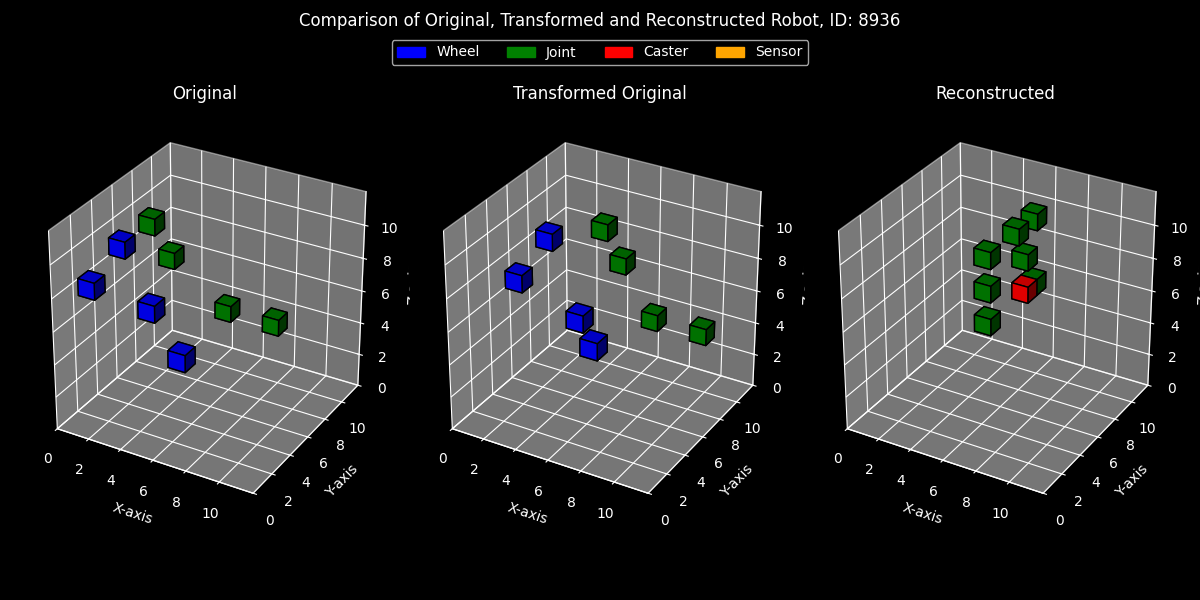 Comparison of Original, Transformed and Reconstructed Robot, ID: 8936
Wheel Joint Caster Sensor
Original
Transformed Original
Reconstructed
0 2 4 6 8 10
X-axis
0 2 4 6 8 10
Y-axis
0 2 4 6 8 10
0 2 4 6 8 10
X-axis
0 2 4 6 8 10
Y-axis
0 2 4 6 8 10
0 2 4 6 8 10
X-axis
0 2 4 6 8 10
Y-axis
0 2 4 6 8 10